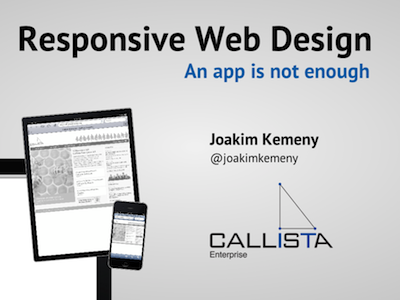 Responsive Web Design
An app is not enough
Joakim Kemeny
@joakimkemeny
CALLISTA
Enterprise